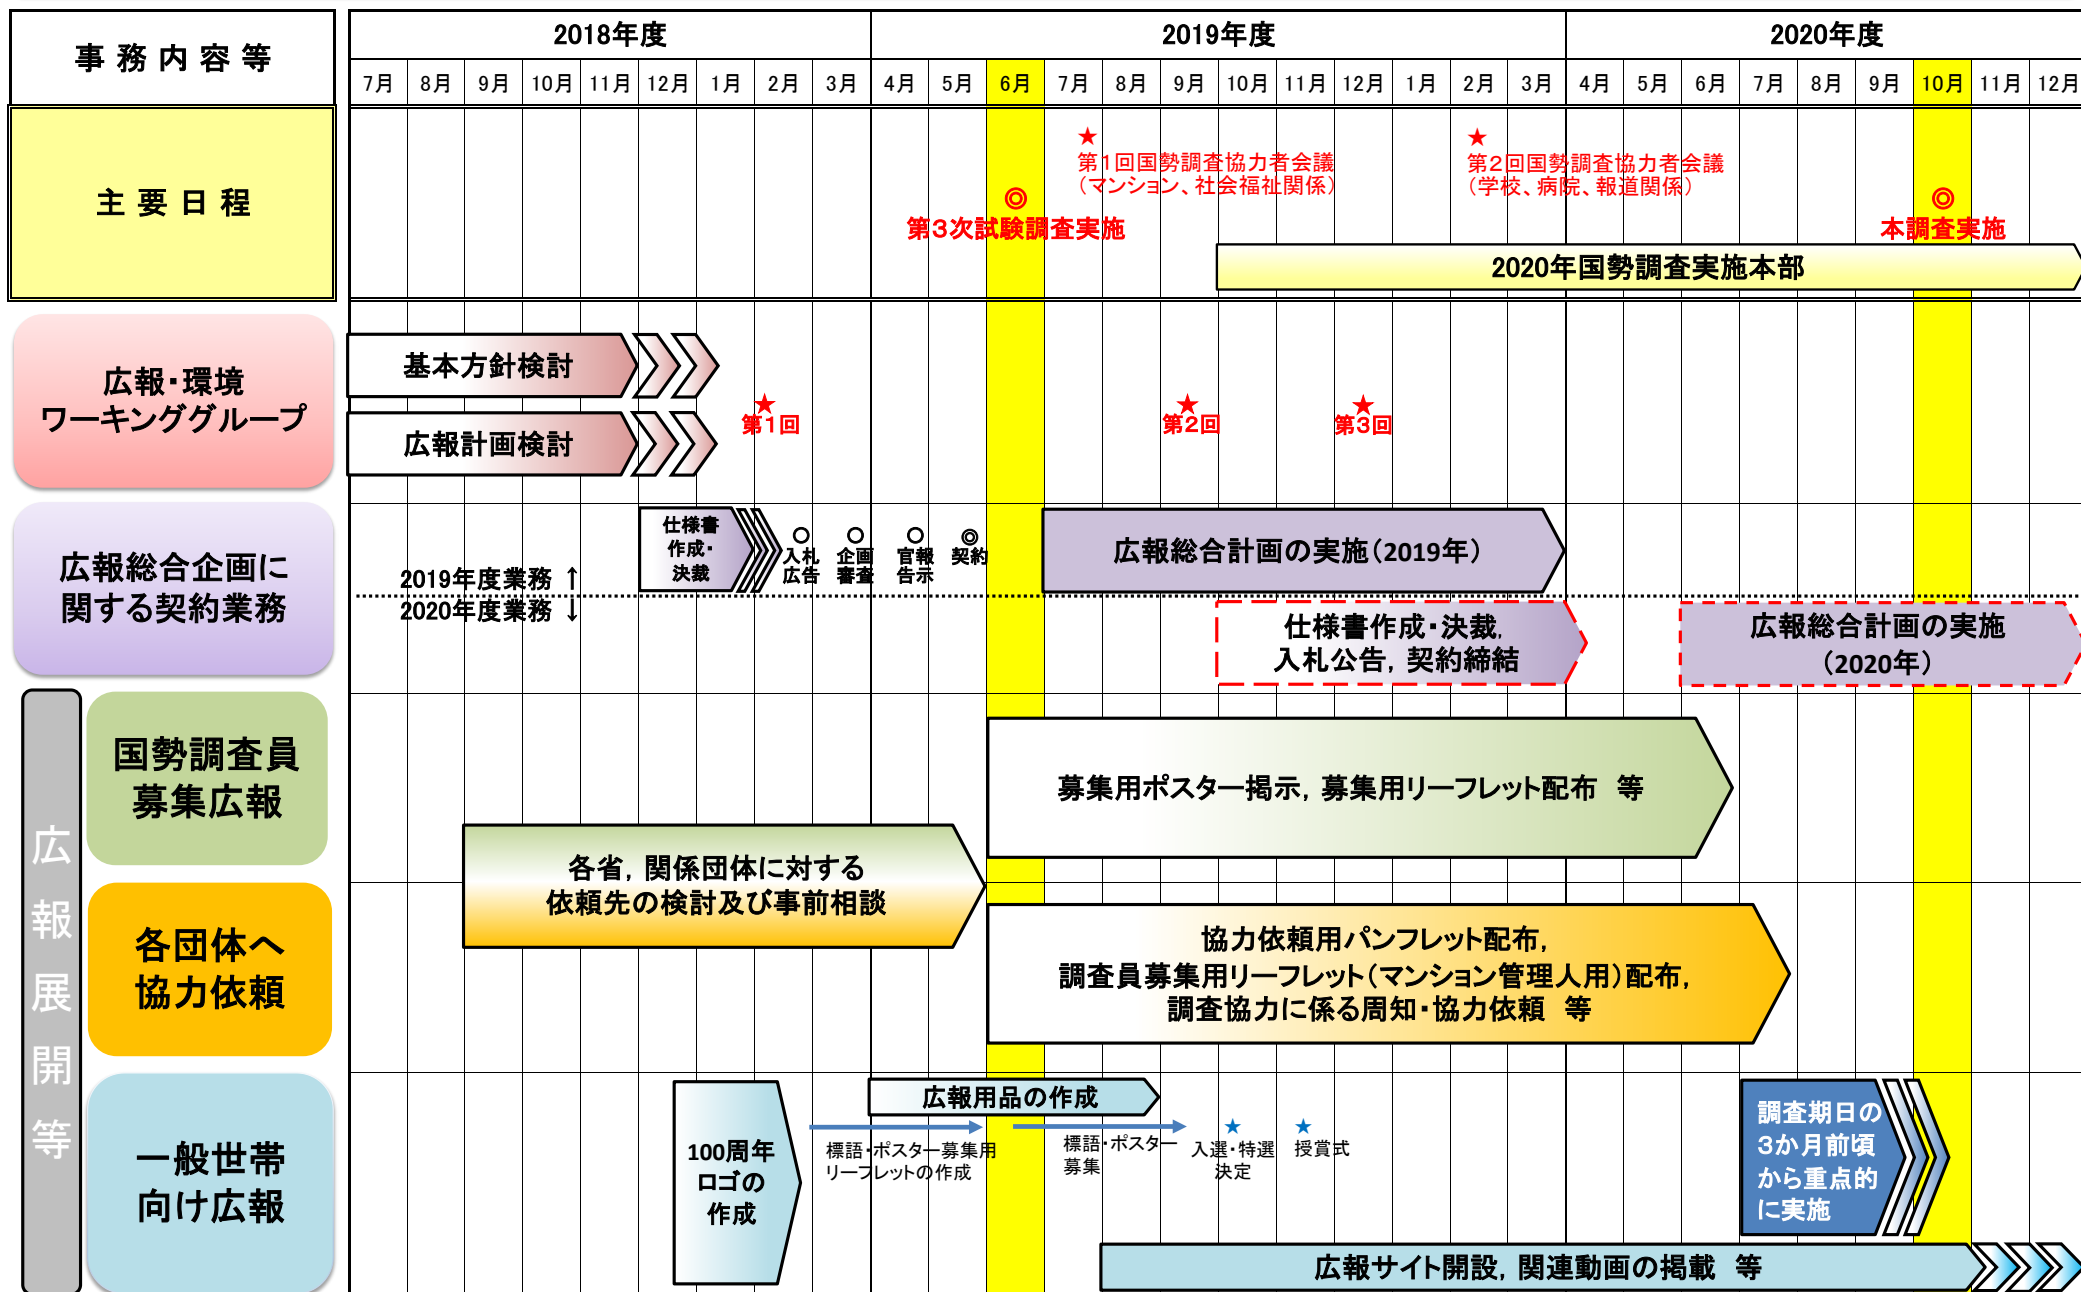 事務内容等
2018年度
2019年度
2020年度
7月 8月 9月 10月 11月 12月 1月 2月 3月 4月 5月 6月 7月 8月 9月 10月 11月 12月 1月 2月 3月 4月 5月 6月 7月 8月 9月 10月 11月 12月
主要日程
★
第1回国勢調査協力者会議
(マンション、社会福祉関係)
★
第2回国勢調査協力者会議
(学校、病院、報道関係)
◎
第3次試験調査実施
◎
本調査実施
2020年国勢調査実施本部
広報・環境
ワーキンググループ
基本方針検討
広報計画検討
★
第1回
★
第2回
★
第3回
広報総合企画に
関する契約業務
2019年度業務 ↑
2020年度業務 ↓
仕様書
作成・
決裁
○
入札
広告
○
企画
審査
○
官報
告示
◎
契約
広報総合計画の実施(2019年)
仕様書作成・決裁,
入札公告, 契約締結
広報総合計画の実施
(2020年)
広報展開等
国勢調査員
募集広報
募集用ポスター掲示, 募集用リーフレット配布 等
各省, 関係団体に対する
依頼先の検討及び事前相談
各団体へ
協力依頼
協力依頼用パンフレット配布,
調査員募集用リーフレット(マンション管理人用)配布,
調査協力に係る周知・協力依頼 等
一般世帯
向け広報
100周年
ロゴの
作成
広報用品の作成
標語・ポスター募集用
リーフレットの作成
標語・ポスター
募集
★
入選・特選
決定
★
授賞式
調査期日の
3か月前頃
から重点的
に実施
広報サイト開設, 関連動画の掲載 等